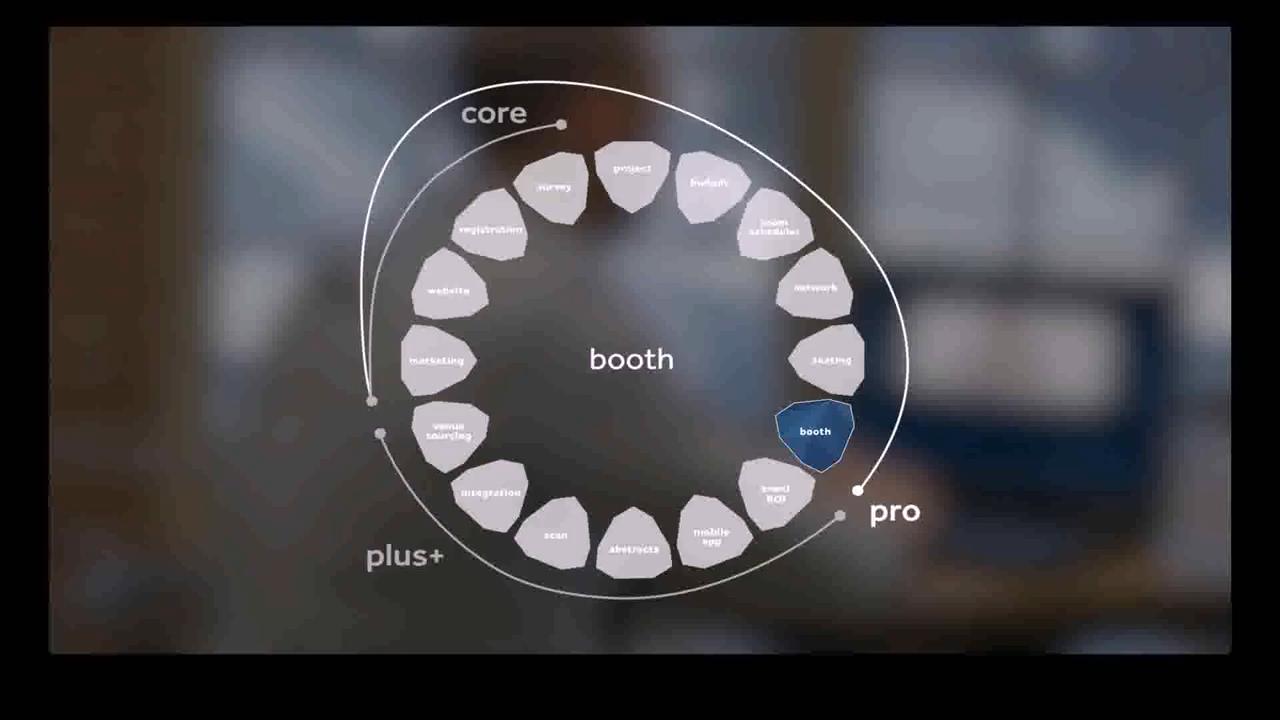 core
project
survey
budget
room
scheduler
registration
network
website
booth
marketing
seating
venue
sourcing
booth
integration
event
ROI
pro
scan
mobile
app
abstracts
plus+